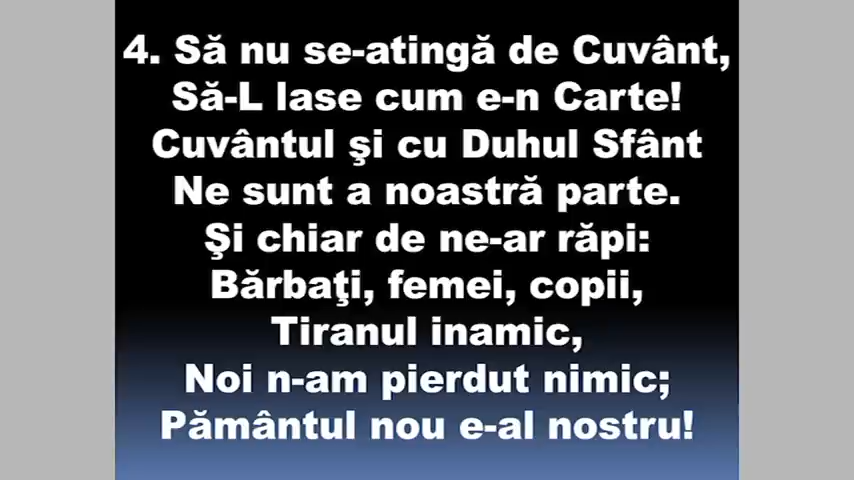 4. Să nu se-atingă de Cuvânt,
Să-L lase cum e-n Carte!
Cuvântul şi cu Duhul Sfânt
Ne sunt a noastră parte.
Şi chiar de ne-ar răpi:
Bărbaţi, femei, copii,
Tiranul inamic,
Noi n-am pierdut nimic;
Pământul nou e-al nostru!